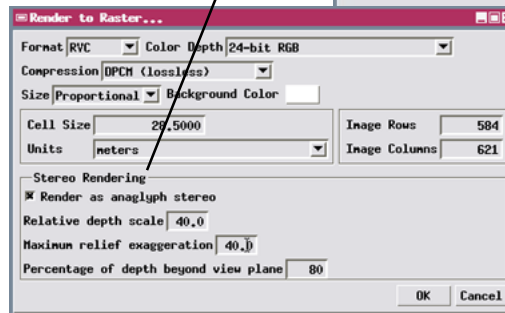 Render to Raster...
Format RVC Color Depth 24-bit RGB
Compression DPCM (lossless)
Size Proportional Background Color
Cell Size 28.5000 Image Rows 584
Units meters Image Columns 621
Stereo Rendering
Render as anaglyph stereo
Relative depth scale 40.0
Maximum relief exaggeration 40.0
Percentage of depth beyond view plane 80
OK Cancel